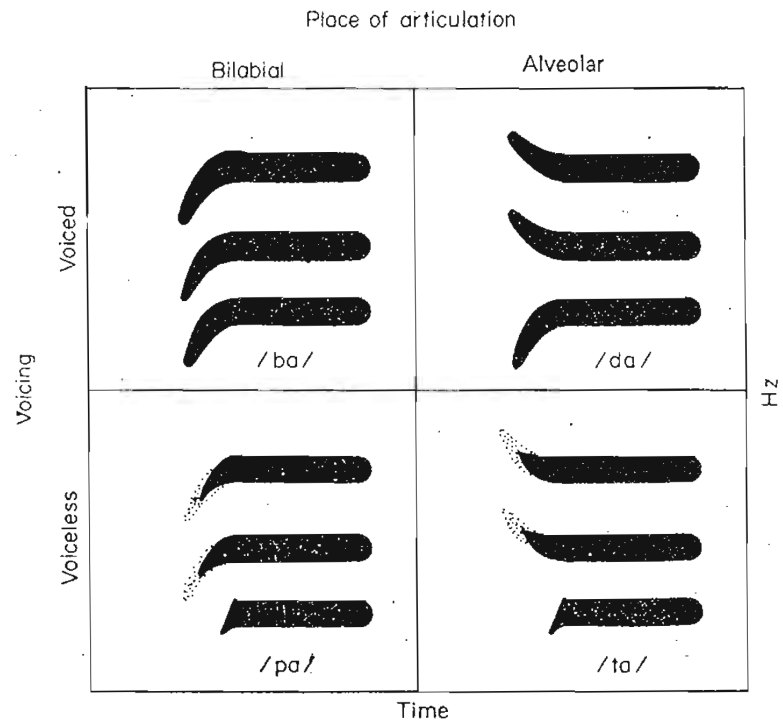 Place of articulation
Bilabial
Alveolar
Voiced
/ba/
/da/
Voicing
Hz
Voiceless
/pa/
/ta/
Time